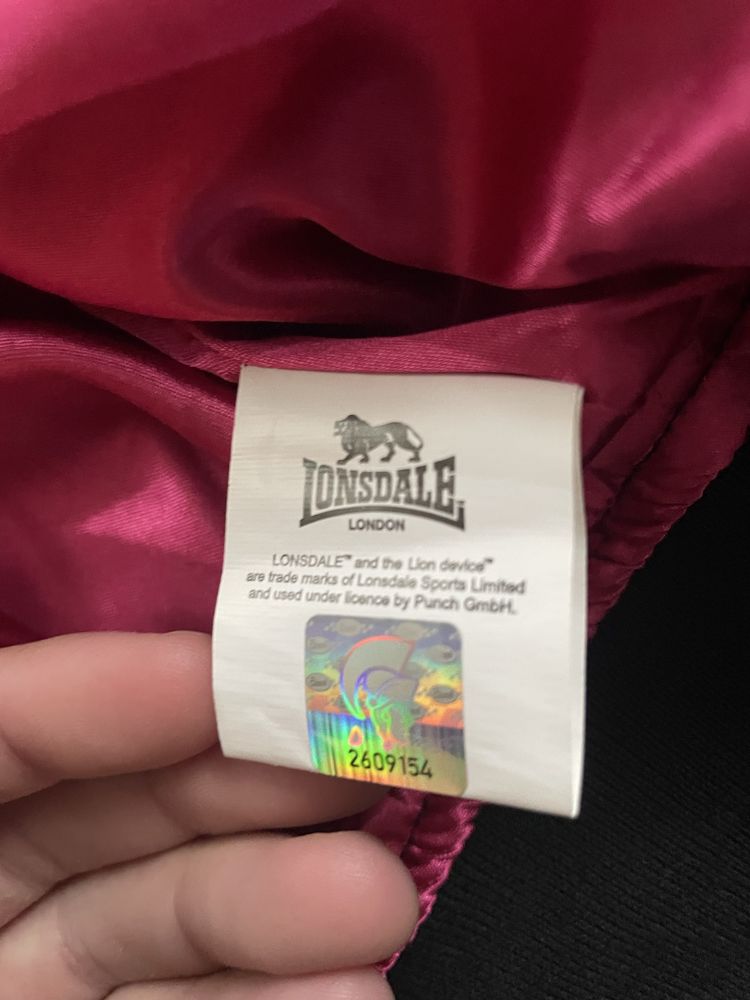 LONSDALE
LONDON
LONSDALE™ and the Lion device™
are trade marks of Lonsdale Sports Limited
and used under licence by Punch GmbH.
2609154